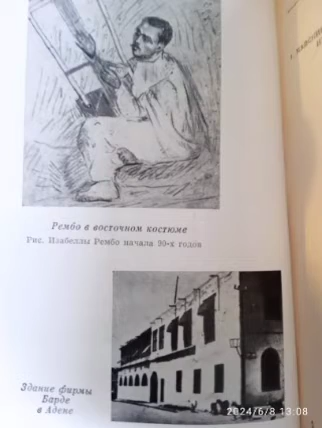 Рембо в восточном костюме
Рис. Изабеллы Рембо начала 90-х годов
Здание фирмы
Барде
в Адене
2024/6/8 13:08